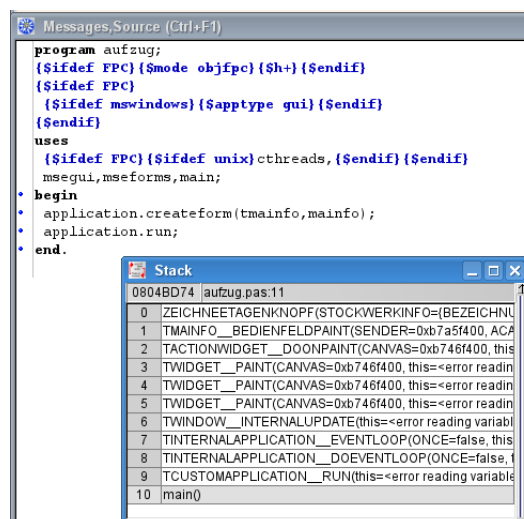 Messages,Source (Ctrl+F1)
program aufzug;
{$ifdef FPC}{$mode objfpc}{$h+}{$endif}
{$ifdef FPC}
{$ifdef mswindows}{$apptype gui}{$endif}
{$endif}
uses
{$ifdef FPC}{$ifdef unix}cthreads,{$endif}{$endif}
msegui,mseforms,main;
begin
application.createform(tmainfo,mainfo);
application.run;
end.
Stack
0804BD74 aufzug.pas:11
0 ZEICHNEETAGENKNOPF(STOCKWERKINFO={BEZEICHNU
1 TMAINFO__BEDIENFELDPAINT(SENDER=0xb7a5f400, ACA
2 TACTIONWIDGET__DOONPAINT(CANVAS=0xb746f400, this
3 TWIDGET__PAINT(CANVAS=0xb746f400, this=<error readin
4 TWIDGET__PAINT(CANVAS=0xb746f400, this=<error readin
5 TWIDGET__PAINT(CANVAS=0xb746f400, this=<error readin
6 TWINDOW__INTERNALUPDATE(this=<error reading variabl
7 TINTERNALAPPLICATION__EVENTLOOP(ONCE=false, this
8 TINTERNALAPPLICATION__DOEVENTLOOP(ONCE=false, t
9 TCUSTOMAPPLICATION__RUN(this=<error reading variable
10 main()